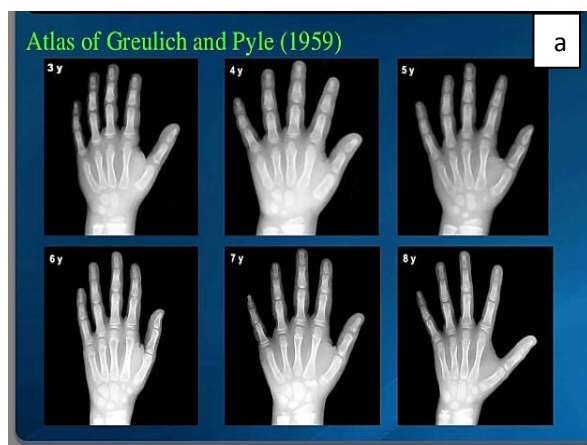 Atlas of Greulich and Pyle (1959)
a
3 y
4 y
5 y
6 y
7 y
8 y